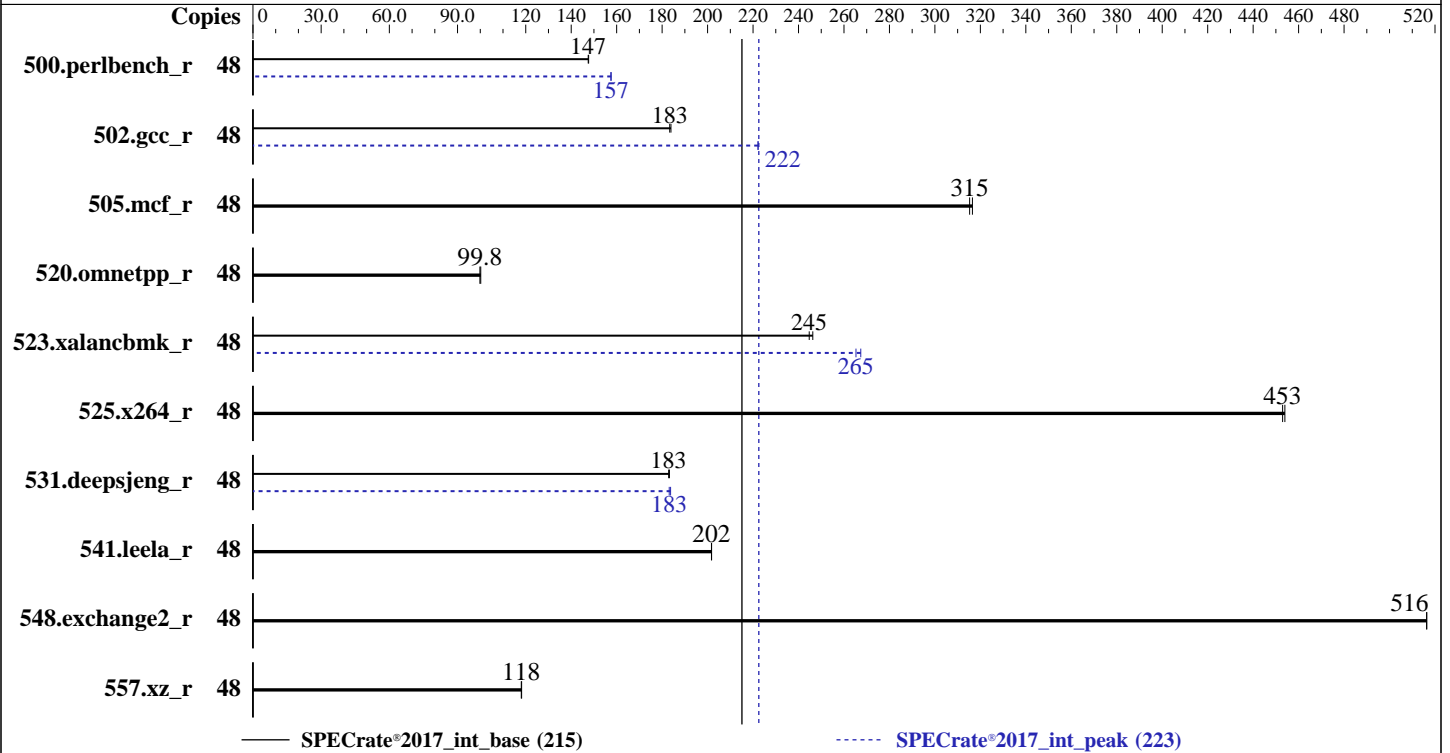 Copies 0 30.0 60.0 90.0 120 140 160 180 200 220 240 260 280 300 320 340 360 380 400 420 440 460 480 520
147
500.perlbench_r 48
157
183
502.gcc_r 48
222
315
505.mcf_r 48
99.8
520.omnetpp_r 48
245
523.xalancbmk_r 48
265
453
525.x264_r 48
183
531.deepsjeng_r 48
183
202
541.leela_r 48
516
548.exchange2_r 48
118
557.xz_r 48
SPECrate®2017_int_base (215) SPECrate®2017_int_peak (223)